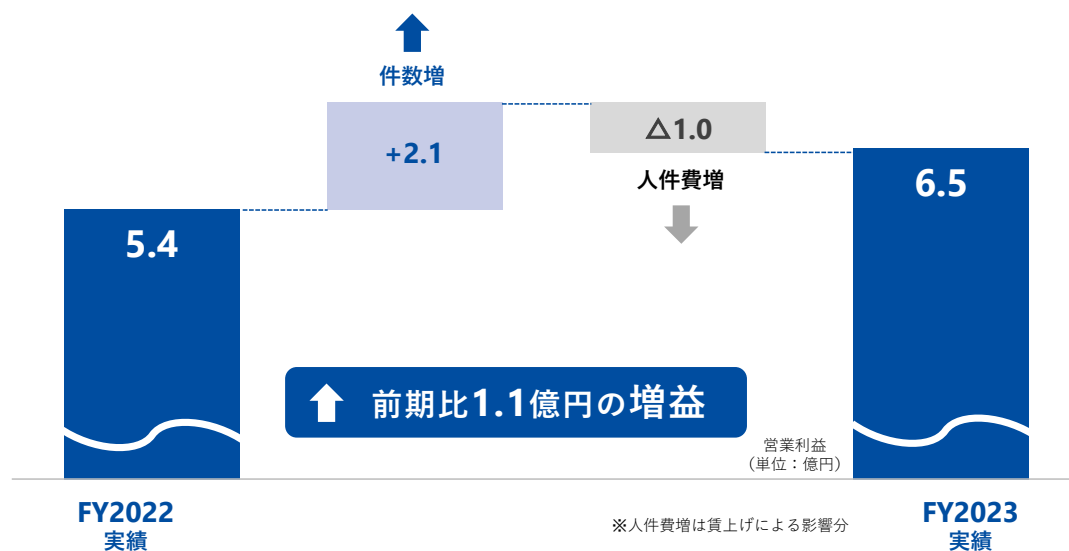 件数増
+2.1
△1.0
人件費増
5.4
6.5
前期比1.1億円の増益
営業利益
（単位：億円）
FY2022
実績
※人件費増は賃上げによる影響分
FY2023
実績